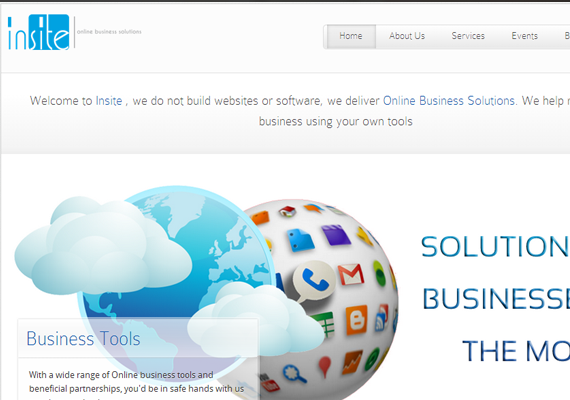 insite
online business solutions
Home About Us Services Events B
Welcome to Insite , we do not build websites or software, we deliver Online Business Solutions. We help
business using your own tools
SOLUTION
BUSINESSE
THE MO
Business Tools
With a wide range of Online business tools and
beneficial partnerships, you'd be in safe hands with us